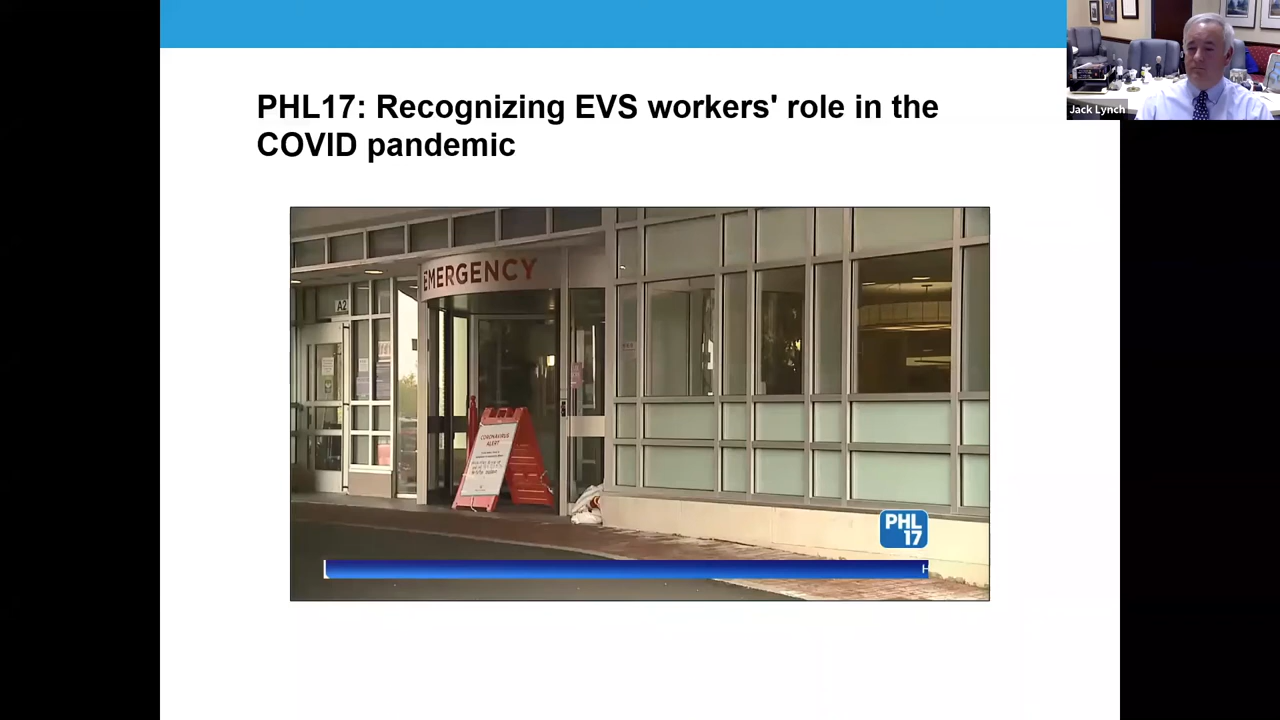 PHL17: Recognizing EVS workers' role in the
COVID pandemic
Jack Lynch
EMERGENCY
A2
CORONAVIRUS
ALERT
PHL
17
H